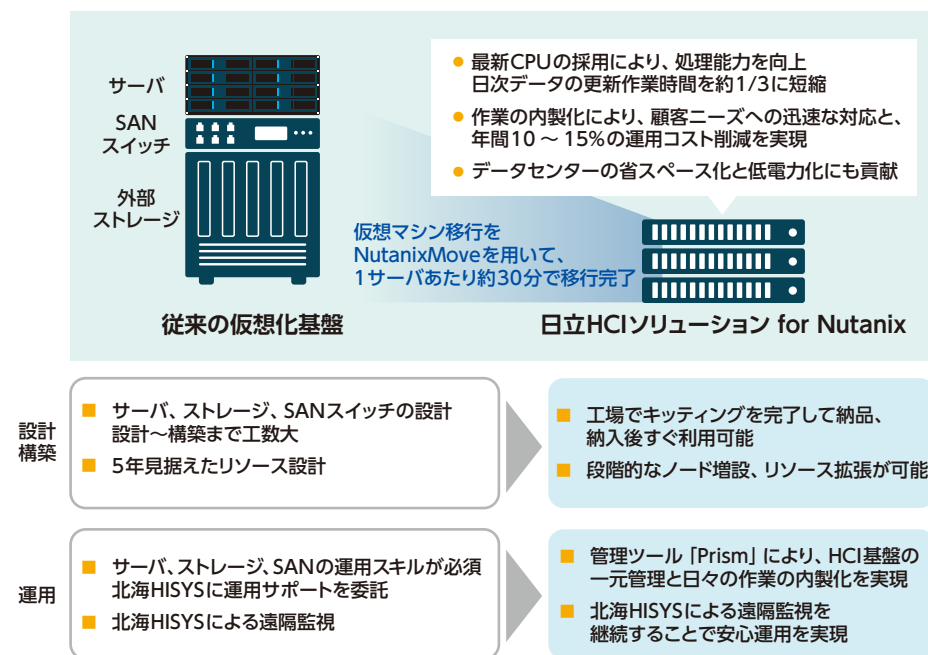 サーバ
SAN
スイッチ
外部
ストレージ
従来の仮想化基盤
● 最新CPUの採用により、処理能力を向上
日次データの更新作業時間を約1/3に短縮
● 作業の内製化により、顧客ニーズへの迅速な対応と、
年間10 ～ 15%の運用コスト削減を実現
● データセンターの省スペース化と低電力化にも貢献
仮想マシン移行を
NutanixMoveを用いて、
1サーバあたり約30分で移行完了
日立HCIソリューション for Nutanix
設計
構築
■ サーバ、ストレージ、SANスイッチの設計
設計～構築まで工数大
■ 5年見据えたリソース設計
■ 工場でキッティングを完了して納品、
納入後すぐ利用可能
■ 段階的なノード増設、リソース拡張が可能
運用
■ サーバ、ストレージ、SANの運用スキルが必須
北海HISYSに運用サポートを委託
■ 北海HISYSによる遠隔監視
■ 管理ツール「Prism」により、HCI基盤の
一元管理と日々の作業の内製化を実現
■ 北海HISYSによる遠隔監視を
継続することで安心運用を実現